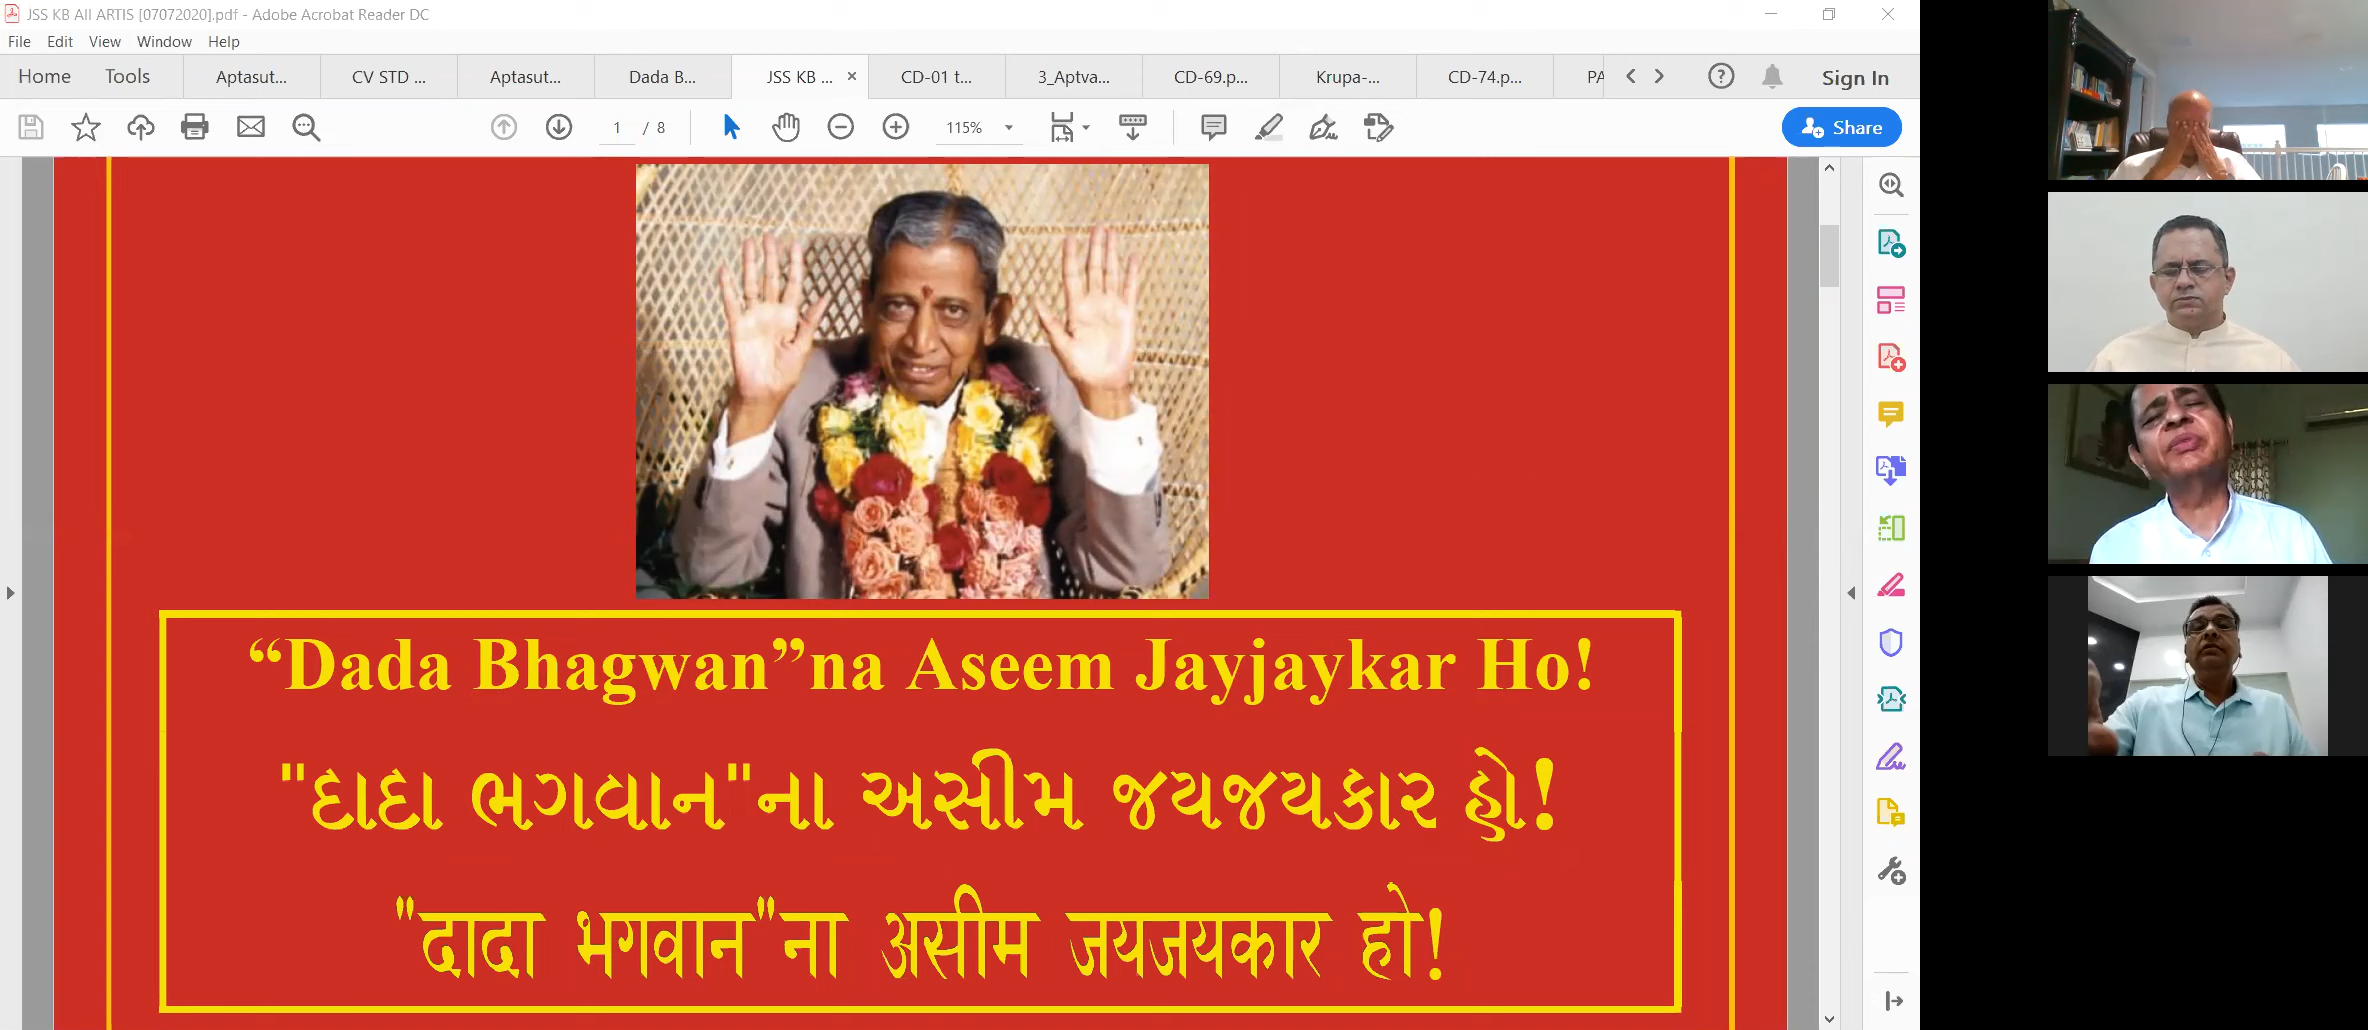 JSS KB All ARTIS [07072020].pdf - Adobe Acrobat Reader DC
File Edit View Window Help
Home Tools Aptasut... CV STD ... Aptasut... Dada B... JSS KB ... × CD-01 t... 3_Aptva... CD-69.p... Krupa-... CD-74.p... PA Sign In
1 / 8 115% Share
“Dada Bhagwan”na Aseem Jayjaykar Ho!
"દાદા ભગવાન"ના અસીમ જયજયકાર હો!
"दादा भगवान"ना असीम जयजयकार हो!